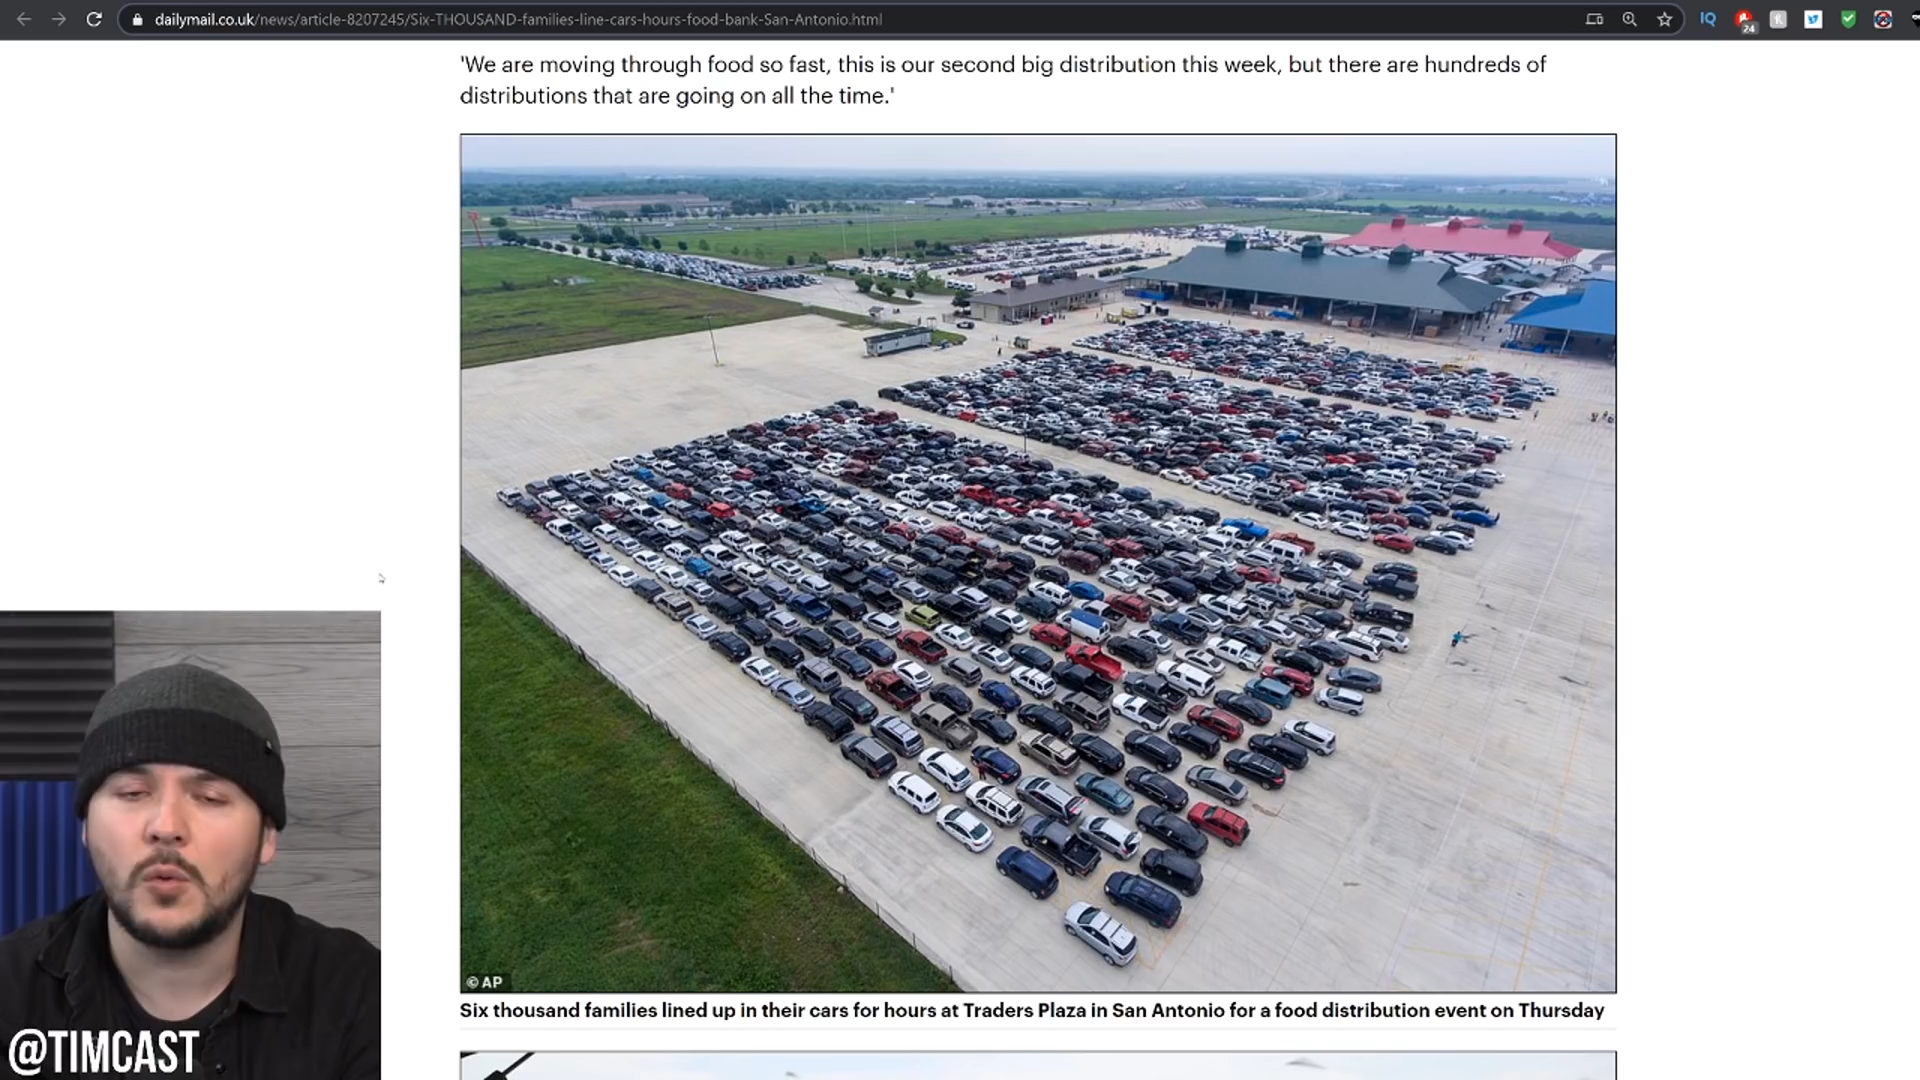 dailymail.co.uk/news/article-8207245/Six-THOUSAND-families-line-cars-hours-food-bank-San-Antonio.html
IQ
24
'We are moving through food so fast, this is our second big distribution this week, but there are hundreds of
distributions that are going on all the time.'
© AP
Six thousand families lined up in their cars for hours at Traders Plaza in San Antonio for a food distribution event on Thursday
@TIMCAST